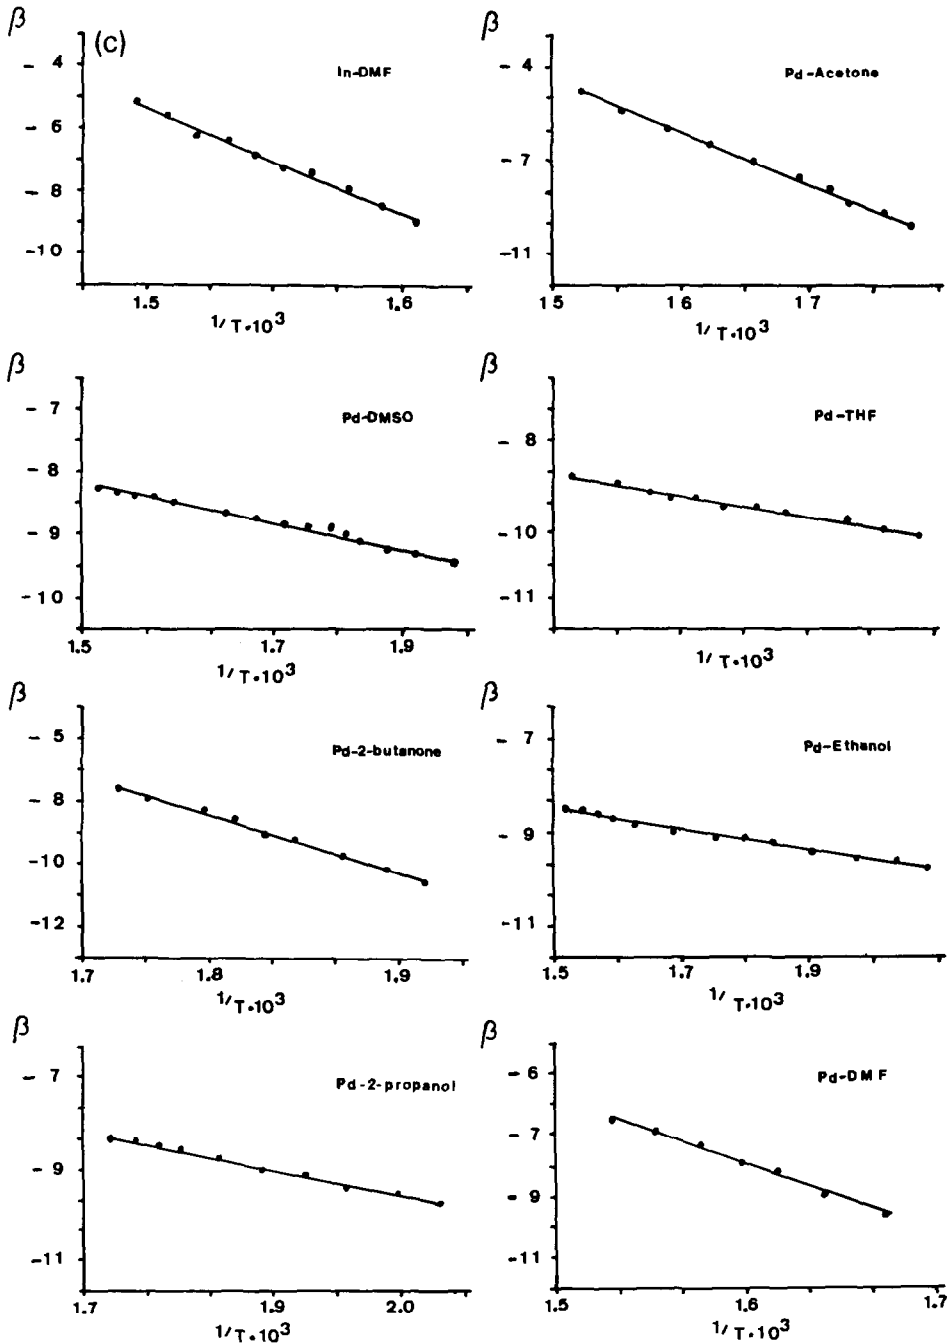 β
(c)
In-DMF
- 4
- 6
- 8
-10
1.5
1.6
1/T·10³
β
Pd-Acetone
- 4
- 7
-11
1 5
1 6
1 7
1/T·10³
β
Pd-DMSO
- 7
- 8
- 9
-10
1.5
1.7
1.9
1/T·10³
Pd-THF
- 8
- 10
- 11
1/T·10³
β
Pd-2-butanone
- 5
- 8
-10
-12
1.7
1.8
1.9
1/T·10³
β
Pd-Ethanol
- 7
- 9
-11
1.5
1.7
1.9
1/T·10³
β
Pd-2-propanol
- 7
- 9
-11
1.7
1.9
2.0
1/T·10³
β
Pd-DMF
- 6
- 7
- 9
-11
1.5
1.6
1.7
1/T·10³